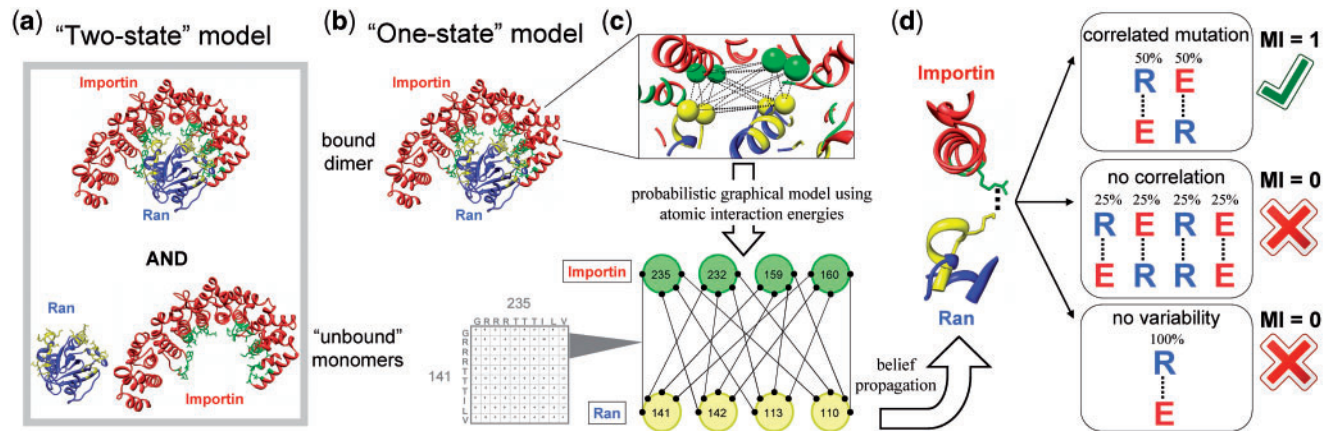 (a) "Two-state" model
Importin
Ran
AND
Ran
Importin
(b) "One-state" model
Importin
bound
dimer
Ran
"unbound"
monomers
(c)
probabilistic graphical model using
atomic interaction energies
Importin
235 232 159 160
235
G R R R T T T I L V
141
G
R
R
R
T
T
T
I
L
V
Ran
141 142 113 110
belief
propagation
(d)
Importin
Ran
correlated mutation
MI = 1
50% 50%
R E
E R
no correlation
MI = 0
25% 25% 25% 25%
R E R E
E R R E
no variability
MI = 0
100%
R
E